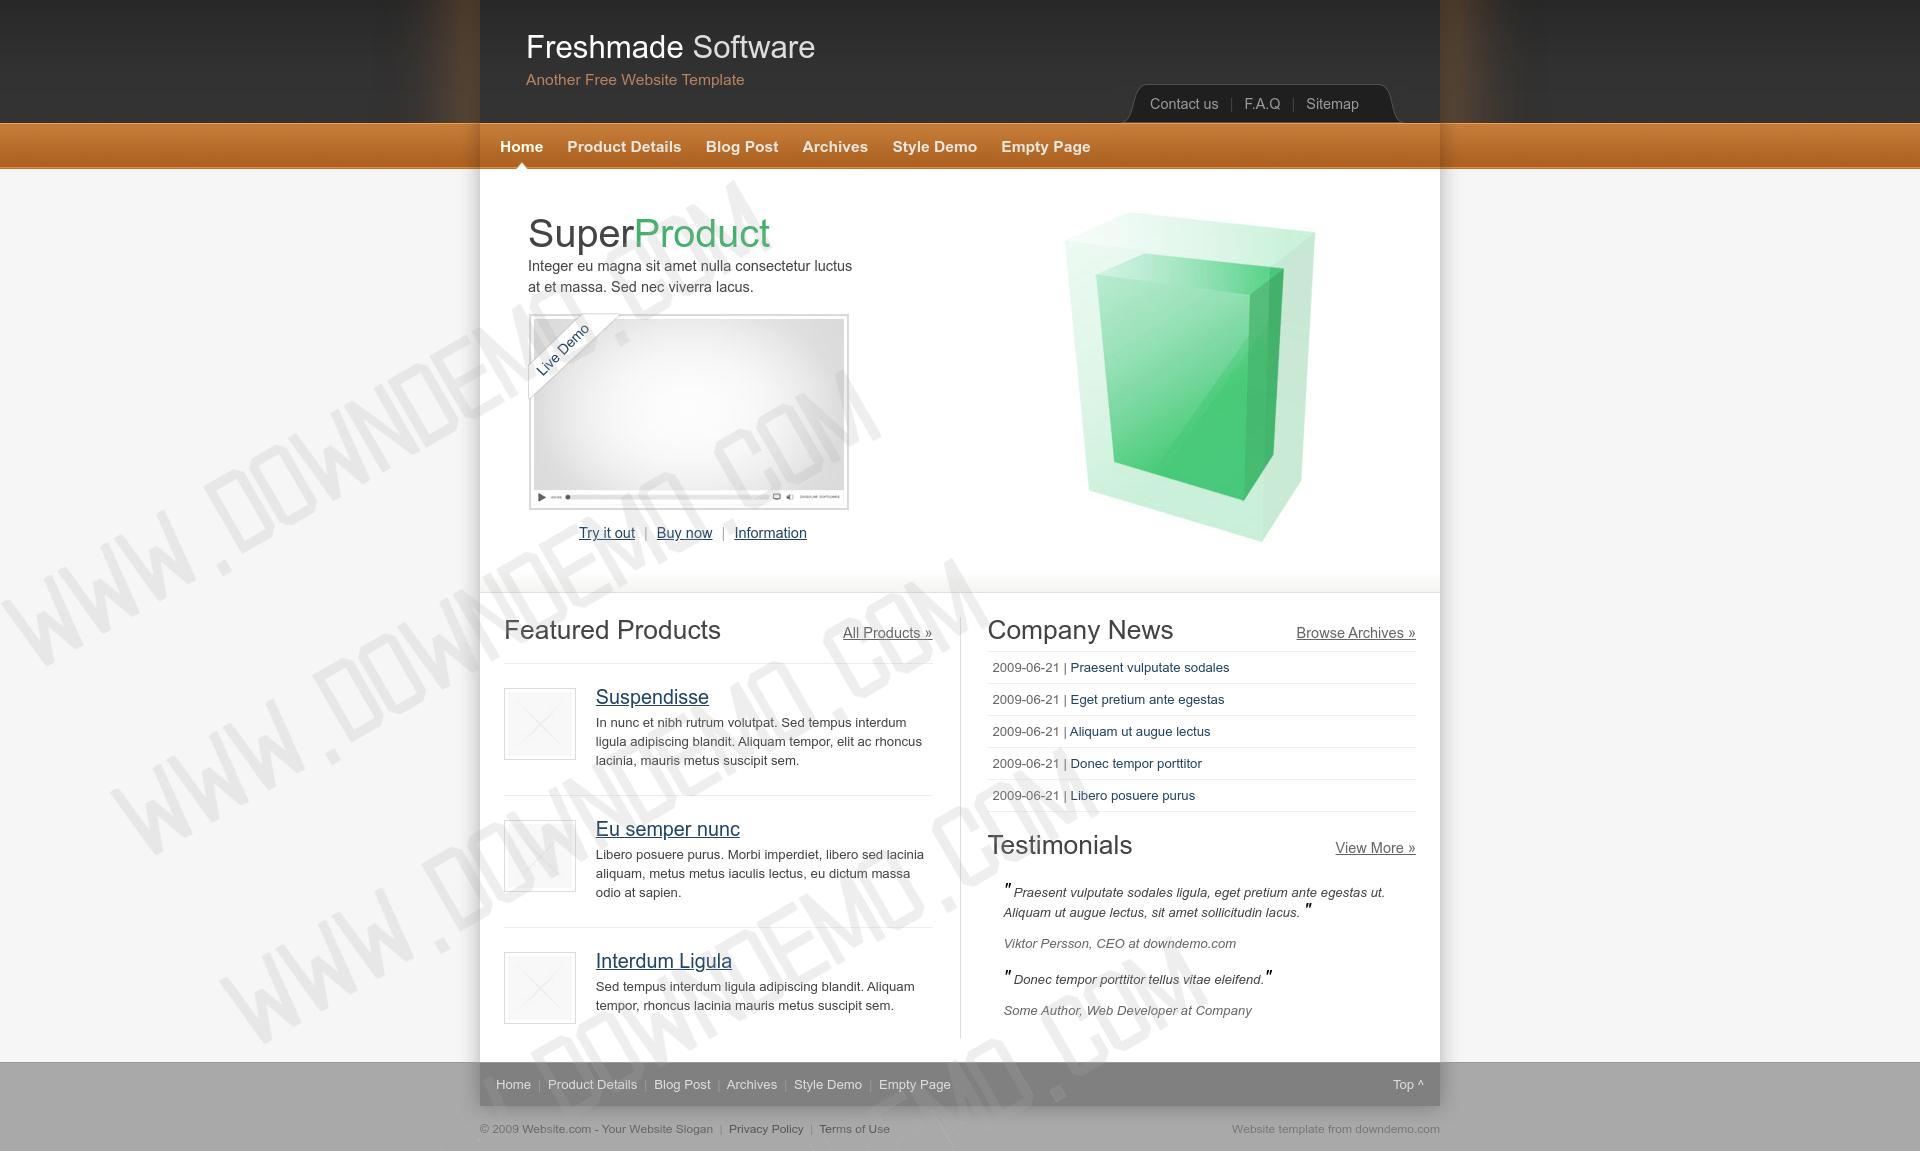 Freshmade Software
Another Free Website Template
Contact us | F.A.Q | Sitemap
Home Product Details Blog Post Archives Style Demo Empty Page
SuperProduct
Integer eu magna sit amet nulla consectetur luctus
at et massa. Sed nec viverra lacus.
Live Demo
Try it out | Buy now | Information
Featured Products
All Products »
Suspendisse
In nunc et nibh rutrum volutpat. Sed tempus interdum
ligula adipiscing blandit. Aliquam tempor, elit ac rhoncus
lacinia, mauris metus suscipit sem.
Eu semper nunc
Libero posuere purus. Morbi imperdiet, libero sed lacinia
aliquam, metus metus iaculis lectus, eu dictum massa
odio at sapien.
Interdum Ligula
Sed tempus interdum ligula adipiscing blandit. Aliquam
tempor, rhoncus lacinia mauris metus suscipit sem.
Company News
Browse Archives »
2009-06-21 | Praesent vulputate sodales
2009-06-21 | Eget pretium ante egestas
2009-06-21 | Aliquam ut augue lectus
2009-06-21 | Donec tempor porttitor
2009-06-21 | Libero posuere purus
Testimonials
View More »
" Praesent vulputate sodales ligula, eget pretium ante egestas ut.
Aliquam ut augue lectus, sit amet sollicitudin lacus. "
Viktor Persson, CEO at downdemo.com
" Donec tempor porttitor tellus vitae eleifend."
Some Author, Web Developer at Company
Home | Product Details | Blog Post | Archives | Style Demo | Empty Page
Top ^
© 2009 Website.com - Your Website Slogan | Privacy Policy | Terms of Use
Website template from downdemo.com
WWW.DOWNDEMO.COM
WWW.DOWNDEMO.COM
WWW.DOWNDEMO.COM
.DOWNDEMO.COM
MO.COM